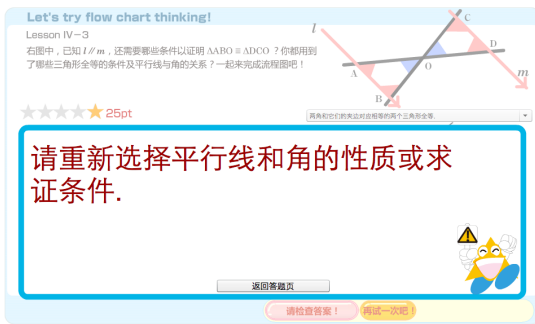 Let's try flow chart thinking!
Lesson Ⅳ－3
右图中，已知 l // m，还需要哪些条件以证明 ΔABO ≡ ΔDCO ？你都用到
了哪些三角形全等的条件及平行线与角的关系？一起来完成流程图吧！
l
C
D
A
O
m
B
25pt
两角和它们的夹边对应相等的两个三角形全等.
请重新选择平行线和角的性质或求
证条件.
返回答题页
请检查答案！
再试一次吧！